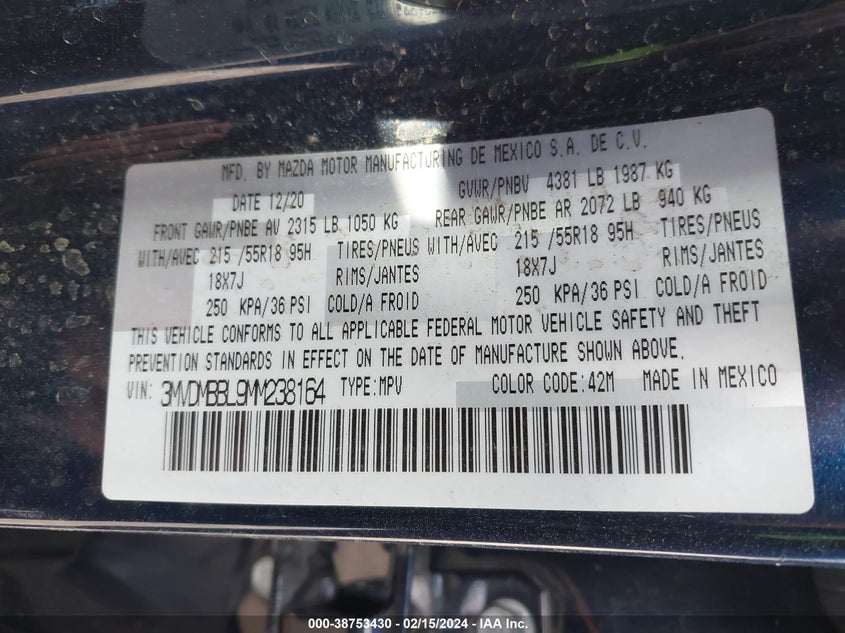 MFD. BY MAZDA MOTOR MANUFACTURING DE MEXICO S.A. DE C.V.
DATE 12/20 GVWR/PNBV 4381 LB 1987 KG
FRONT GAWR/PNBE AV 2315 LB 1050 KG REAR GAWR/PNBE AR 2072 LB 940 KG
WITH/AVEC 215 /55R18 95H TIRES/PNEUS WITH/AVEC 215 /55R18 95H TIRES/PNEUS
18X7J RIMS/JANTES 18X7J RIMS/JANTES
250 KPA/36 PSI COLD/A FROID 250 KPA/36 PSI COLD/A FROID
THIS VEHICLE CONFORMS TO ALL APPLICABLE FEDERAL MOTOR VEHICLE SAFETY AND THEFT
PREVENTION STANDARDS IN EFFECT ON THE DATE OF MANUFACTURE SHOWN ABOVE.
VIN: 3MVDMBBL9MM238164 TYPE:MPV COLOR CODE:42M MADE IN MEXICO
000-38753430 - 02/15/2024 - IAA Inc.